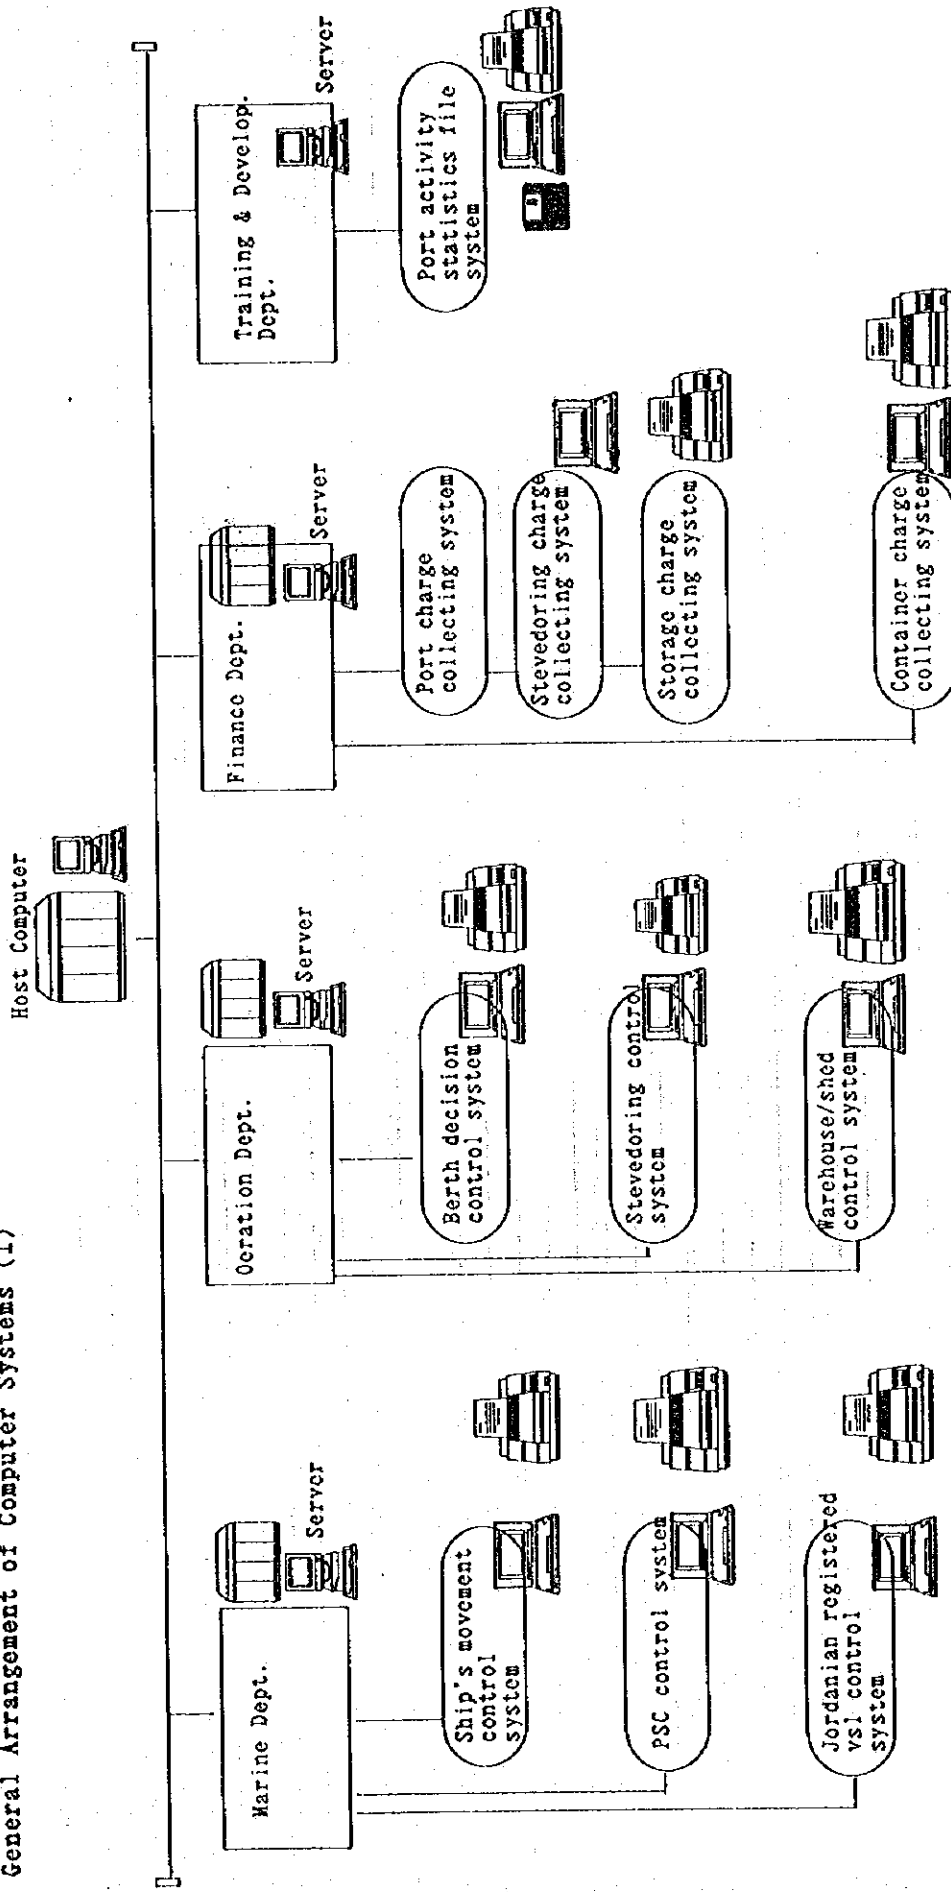 General Arrangement of Computer Systems (1)
Host Computer
Marine Dept.
Server
Ship's movement
control
system
PSC control system
Jordanian registered
vsl control
system
Ocration Dept.
Server
Berth decision
control system
Stevedoring control
system
Warehouse/shed
control system
Finance Dept.
Server
Port charge
collecting system
Stevedoring charge
collecting system
Storage charge
collecting system
Container charge
collecting system
Training & Develop.
Dept.
Server
Port activity
statistics file
system